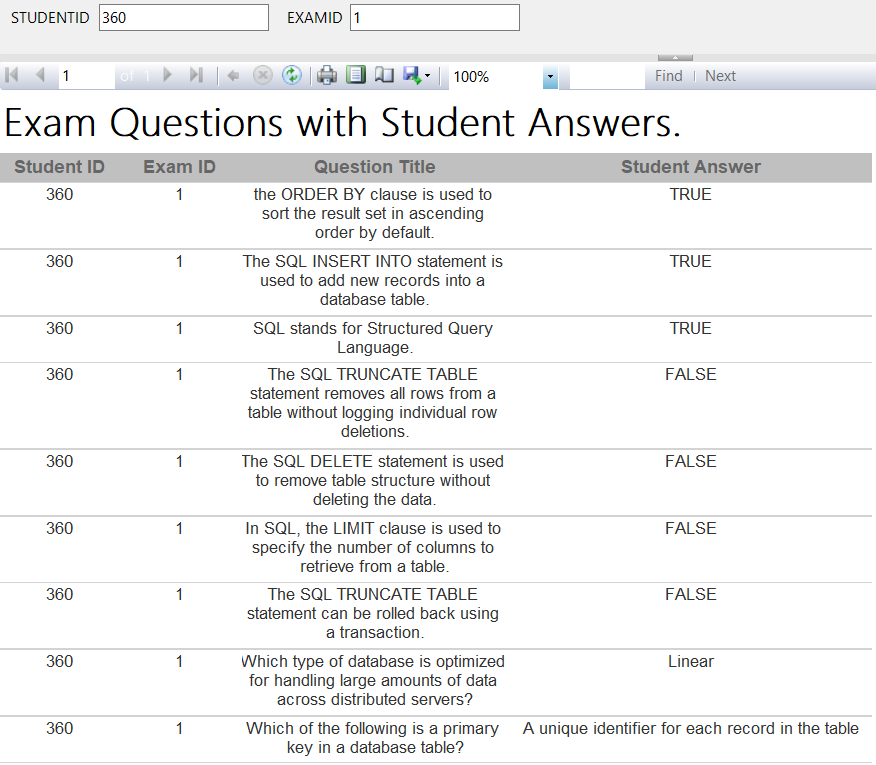 STUDENTID 360 EXAMID 1
1 of 1 100% Find | Next
Exam Questions with Student Answers.
Student ID Exam ID Question Title Student Answer
360 1 the ORDER BY clause is used to TRUE
sort the result set in ascending
order by default.
360 1 The SQL INSERT INTO statement is TRUE
used to add new records into a
database table.
360 1 SQL stands for Structured Query TRUE
Language.
360 1 The SQL TRUNCATE TABLE FALSE
statement removes all rows from a
table without logging individual row
deletions.
360 1 The SQL DELETE statement is used FALSE
to remove table structure without
deleting the data.
360 1 In SQL, the LIMIT clause is used to FALSE
specify the number of columns to
retrieve from a table.
360 1 The SQL TRUNCATE TABLE FALSE
statement can be rolled back using
a transaction.
360 1 Which type of database is optimized Linear
for handling large amounts of data
across distributed servers?
360 1 Which of the following is a primary A unique identifier for each record in the table
key in a database table?